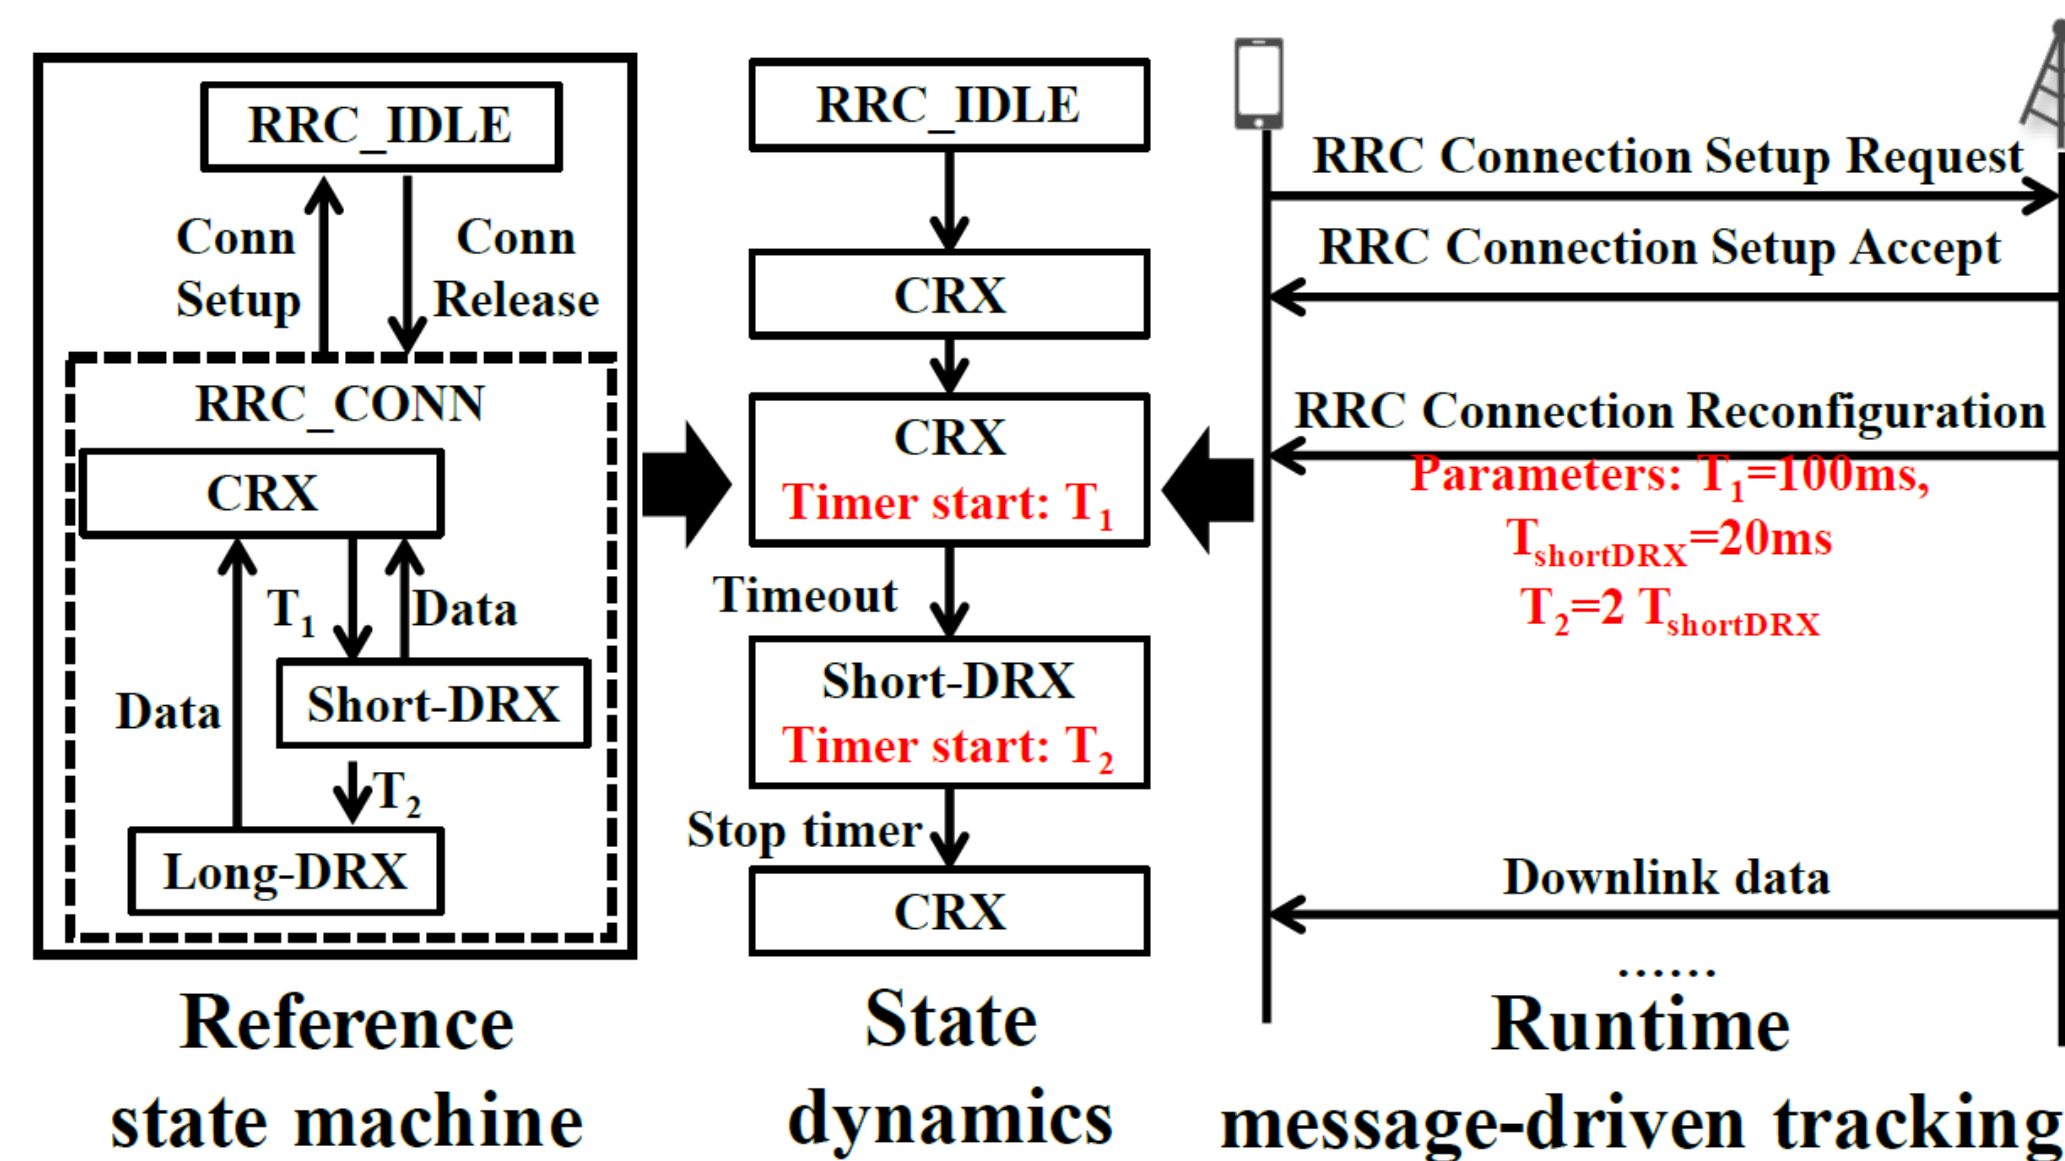 RRC_IDLE
Conn
Setup
Conn
Release
RRC_CONN
CRX
T1
Data
Data
Short-DRX
T2
Long-DRX
Reference
state machine
RRC_IDLE
CRX
CRX
Timer start: T1
Timeout
Short-DRX
Timer start: T2
Stop timer
CRX
State
dynamics
RRC Connection Setup Request
RRC Connection Setup Accept
RRC Connection Reconfiguration
Parameters: T1=100ms,
TshortDRX=20ms
T2=2 TshortDRX
Downlink data
......
Runtime
message-driven tracking